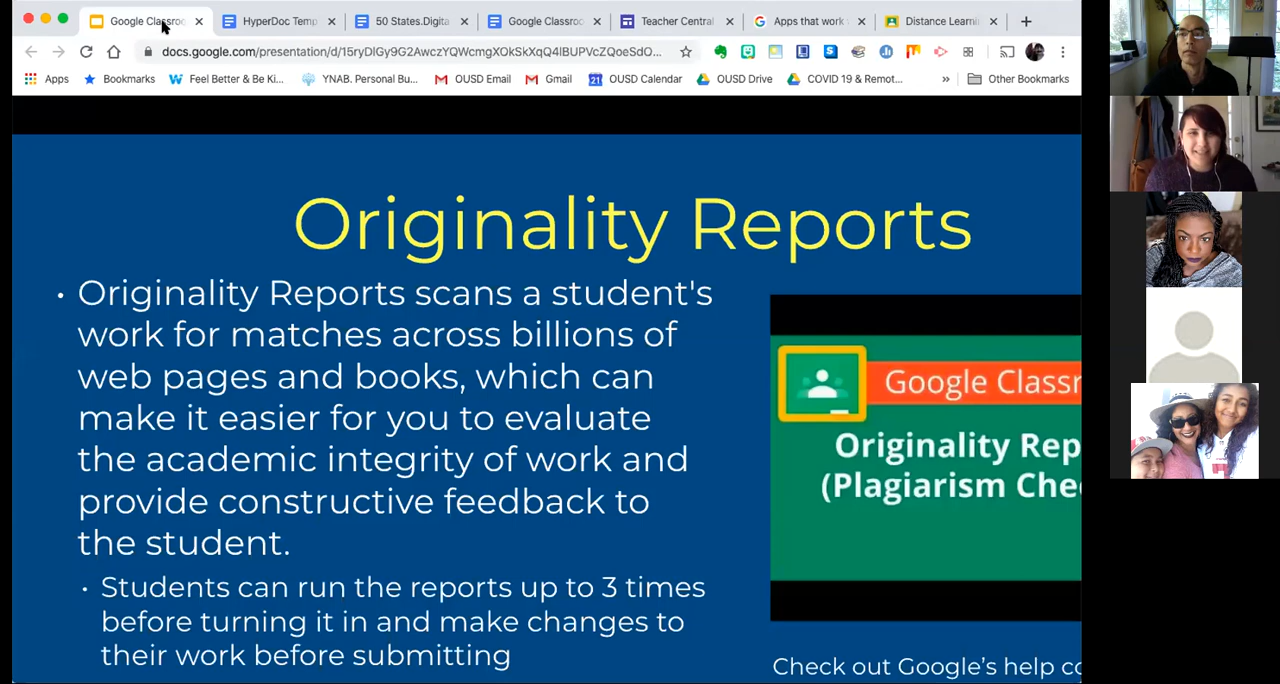 Google Classroo
HyperDoc Temp
50 States.Digita
Google Classroo
Teacher Central
Apps that work
Distance Learni
docs.google.com/presentation/d/15ryDlGy9G2AwczYQWcmgXOkSkXqQ4lBUPVcZQoeSdO...
Apps
Bookmarks
Feel Better & Be Ki...
YNAB. Personal Bu...
OUSD Email
Gmail
21
OUSD Calendar
OUSD Drive
COVID 19 & Remot...
»
Other Bookmarks
Originality Reports
• Originality Reports scans a student's
work for matches across billions of
web pages and books, which can
make it easier for you to evaluate
the academic integrity of work and
provide constructive feedback to
the student.
• Students can run the reports up to 3 times
before turning it in and make changes to
their work before submitting
Google Classr
Originality Rep
(Plagiarism Che
Check out Google's help co